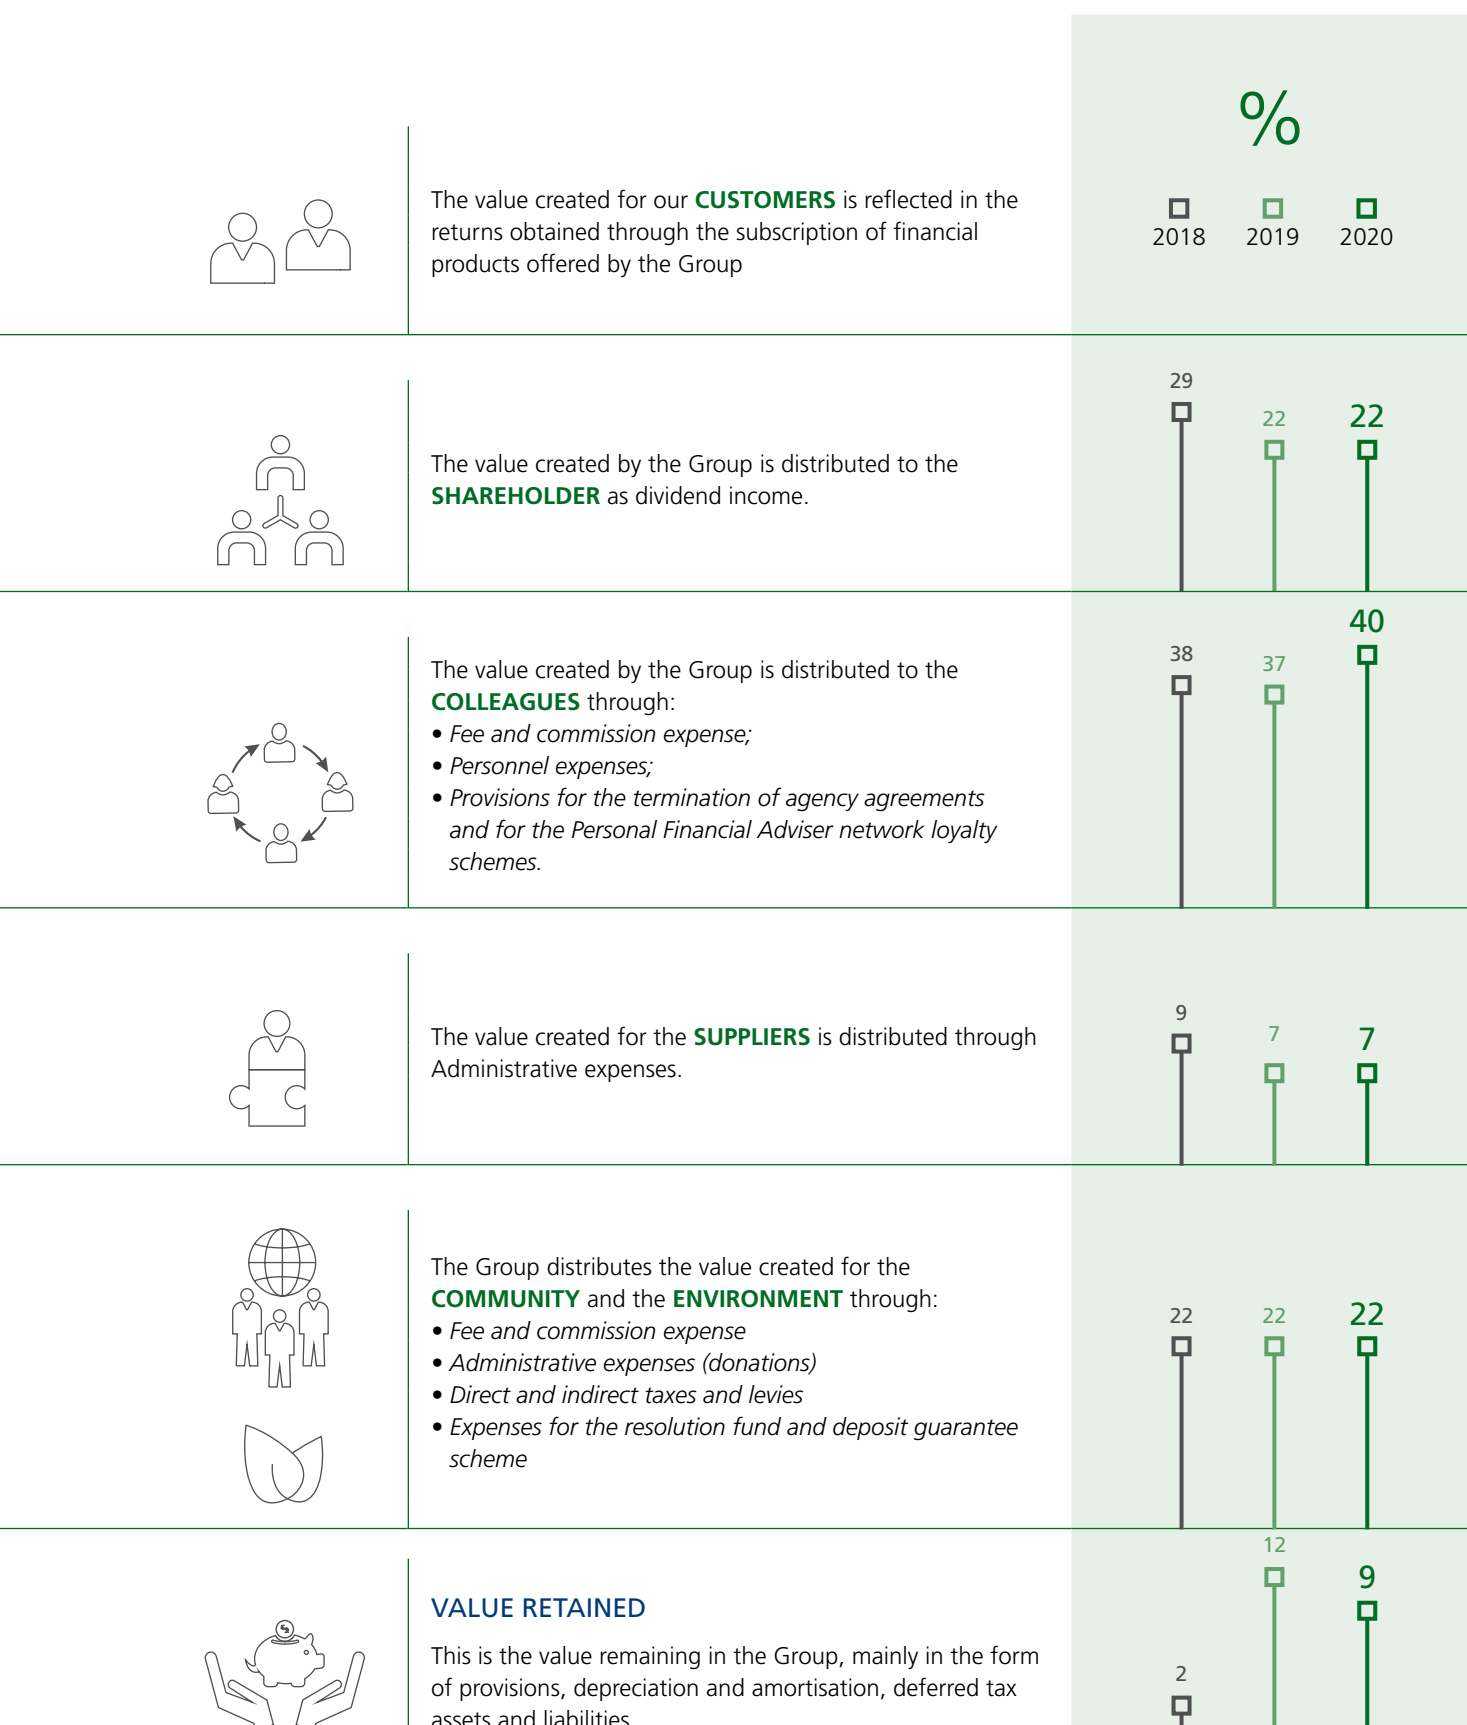 %
The value created for our CUSTOMERS is reflected in the
returns obtained through the subscription of financial
products offered by the Group
2018 2019 2020
The value created by the Group is distributed to the
SHAREHOLDER as dividend income.
29
22
22
The value created by the Group is distributed to the
COLLEAGUES through:
• Fee and commission expense;
• Personnel expenses;
• Provisions for the termination of agency agreements
and for the Personal Financial Adviser network loyalty
schemes.
38
37
40
The value created for the SUPPLIERS is distributed through
Administrative expenses.
9
7
7
The Group distributes the value created for the
COMMUNITY and the ENVIRONMENT through:
• Fee and commission expense
• Administrative expenses (donations)
• Direct and indirect taxes and levies
• Expenses for the resolution fund and deposit guarantee
scheme
22
22
22
VALUE RETAINED
This is the value remaining in the Group, mainly in the form
of provisions, depreciation and amortisation, deferred tax
assets and liabilities
2
12
9